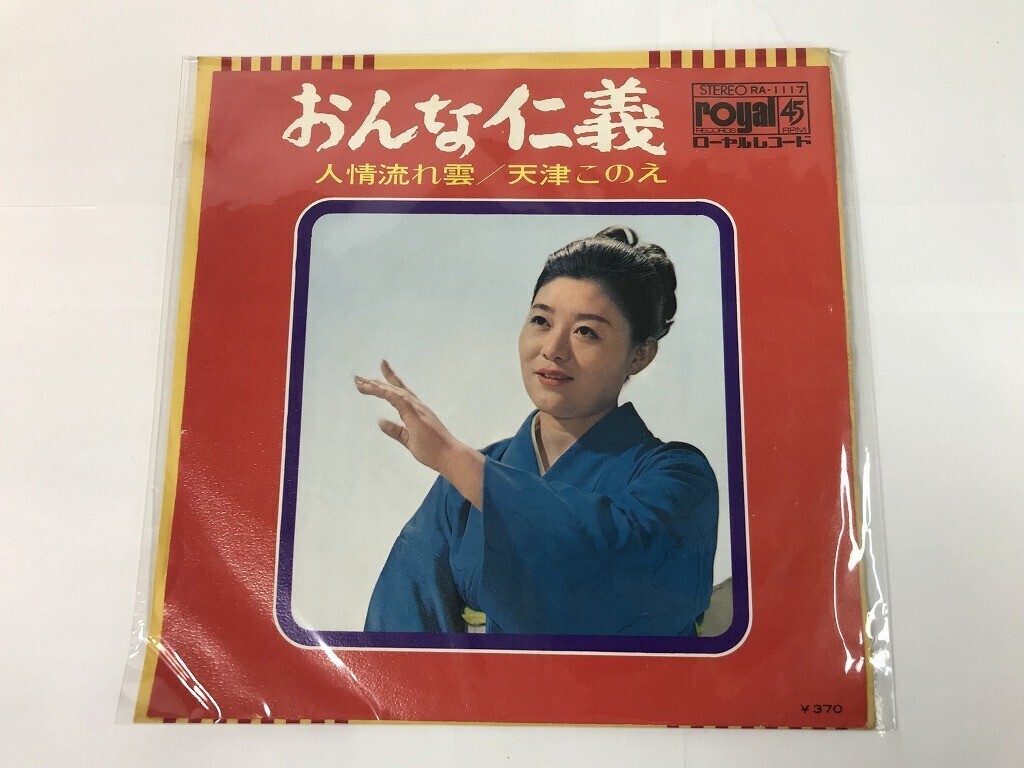 おんな仁義
人情流れ雲／天津このえ
STEREO RA-1117
royal 45
RECORDS RPM
ローヤルレコード
￥370